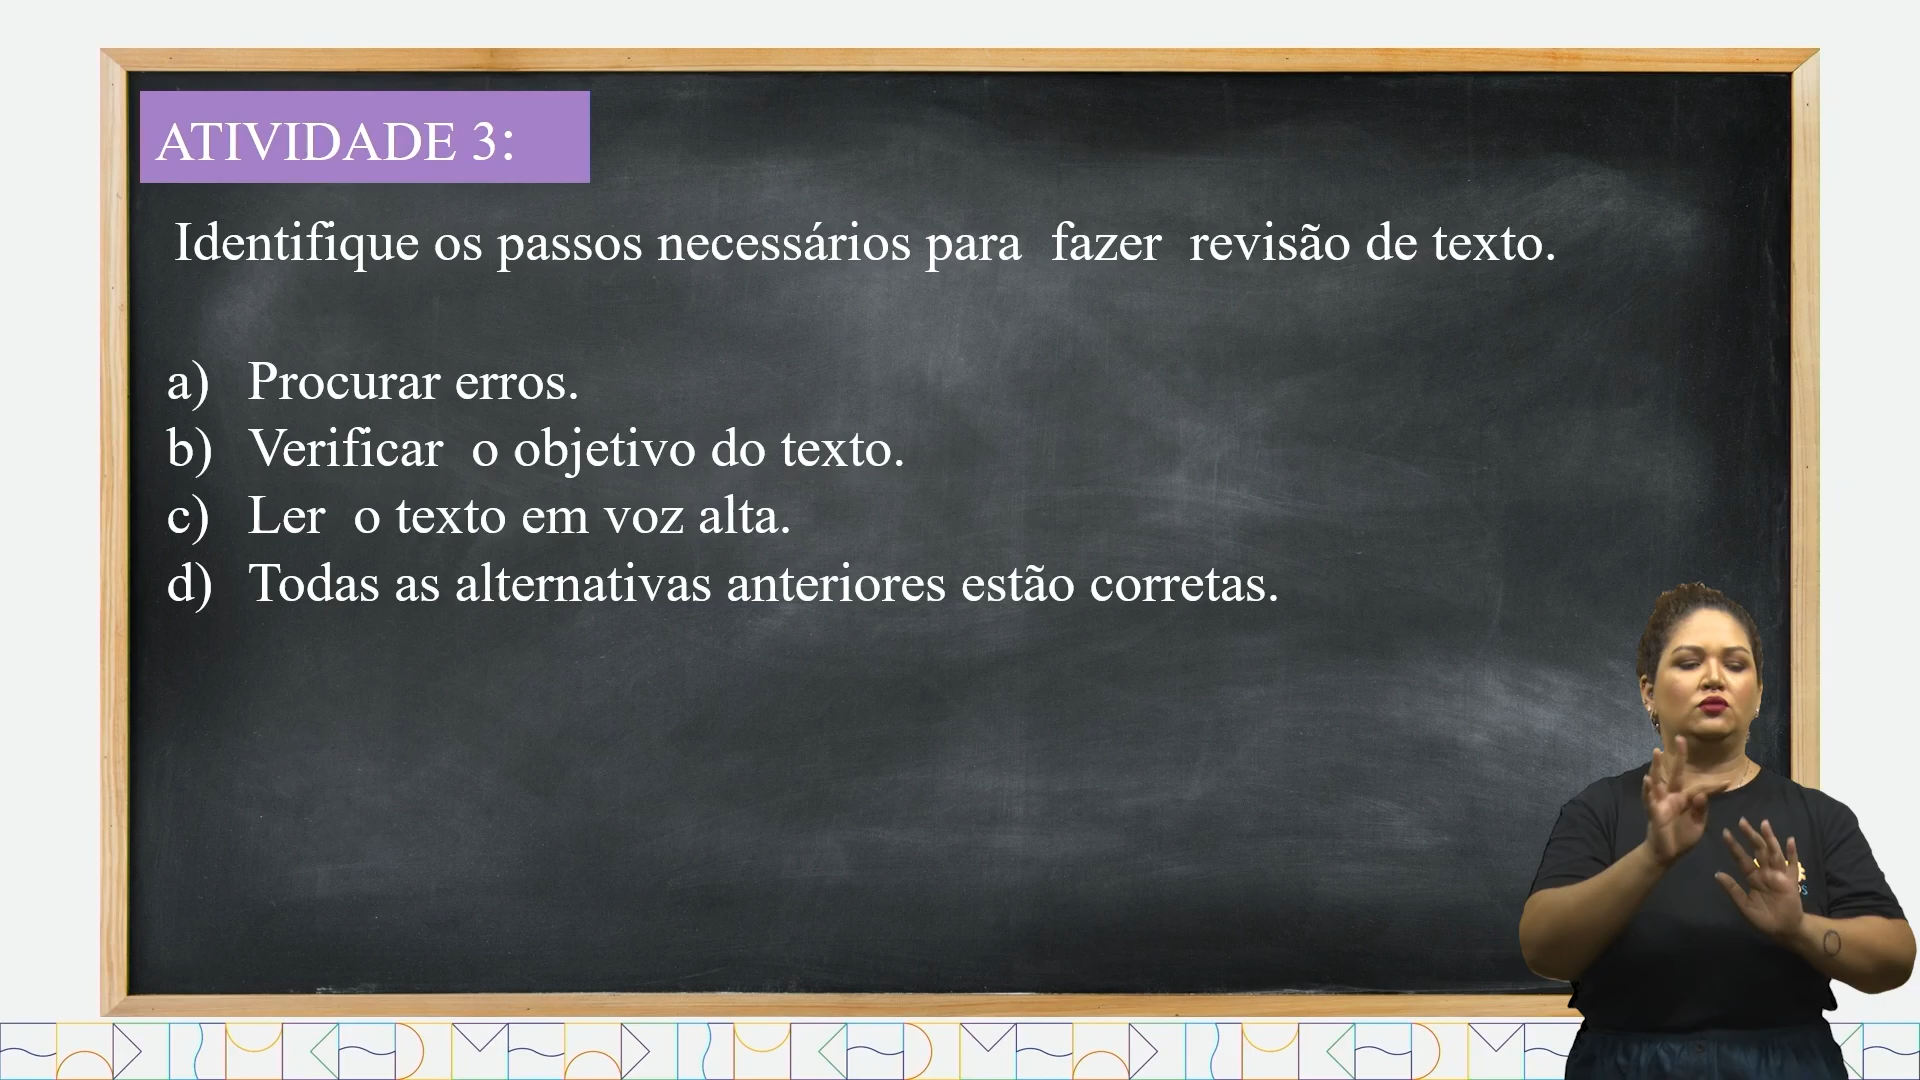 ATIVIDADE 3:
Identifique os passos necessários para fazer revisão de texto.
a) Procurar erros.
b) Verificar o objetivo do texto.
c) Ler o texto em voz alta.
d) Todas as alternativas anteriores estão corretas.